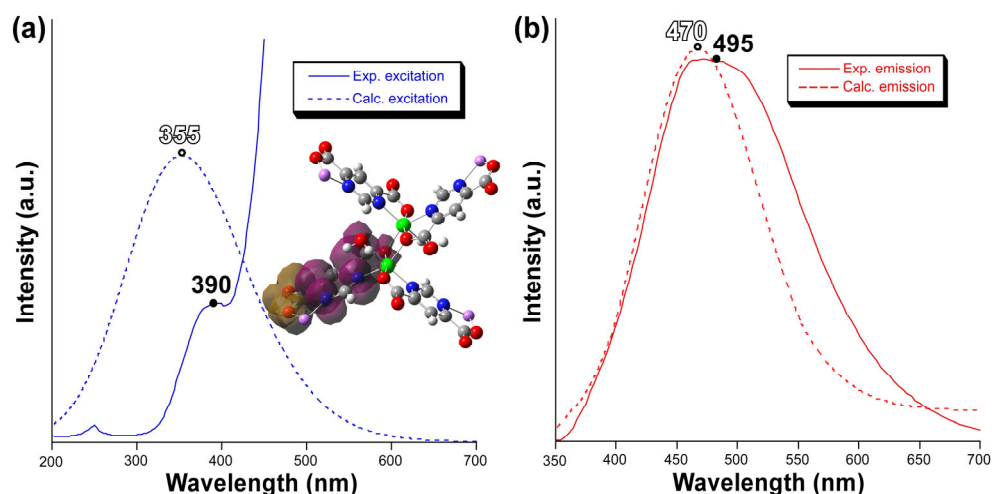 (a)
Exp. excitation
Calc. excitation
355
390
Intensity (a.u.)
200 300 400 500 600 700
Wavelength (nm)
(b)
470
495
Exp. emission
Calc. emission
Intensity (a.u.)
350 400 450 500 550 600 650 700
Wavelength (nm)